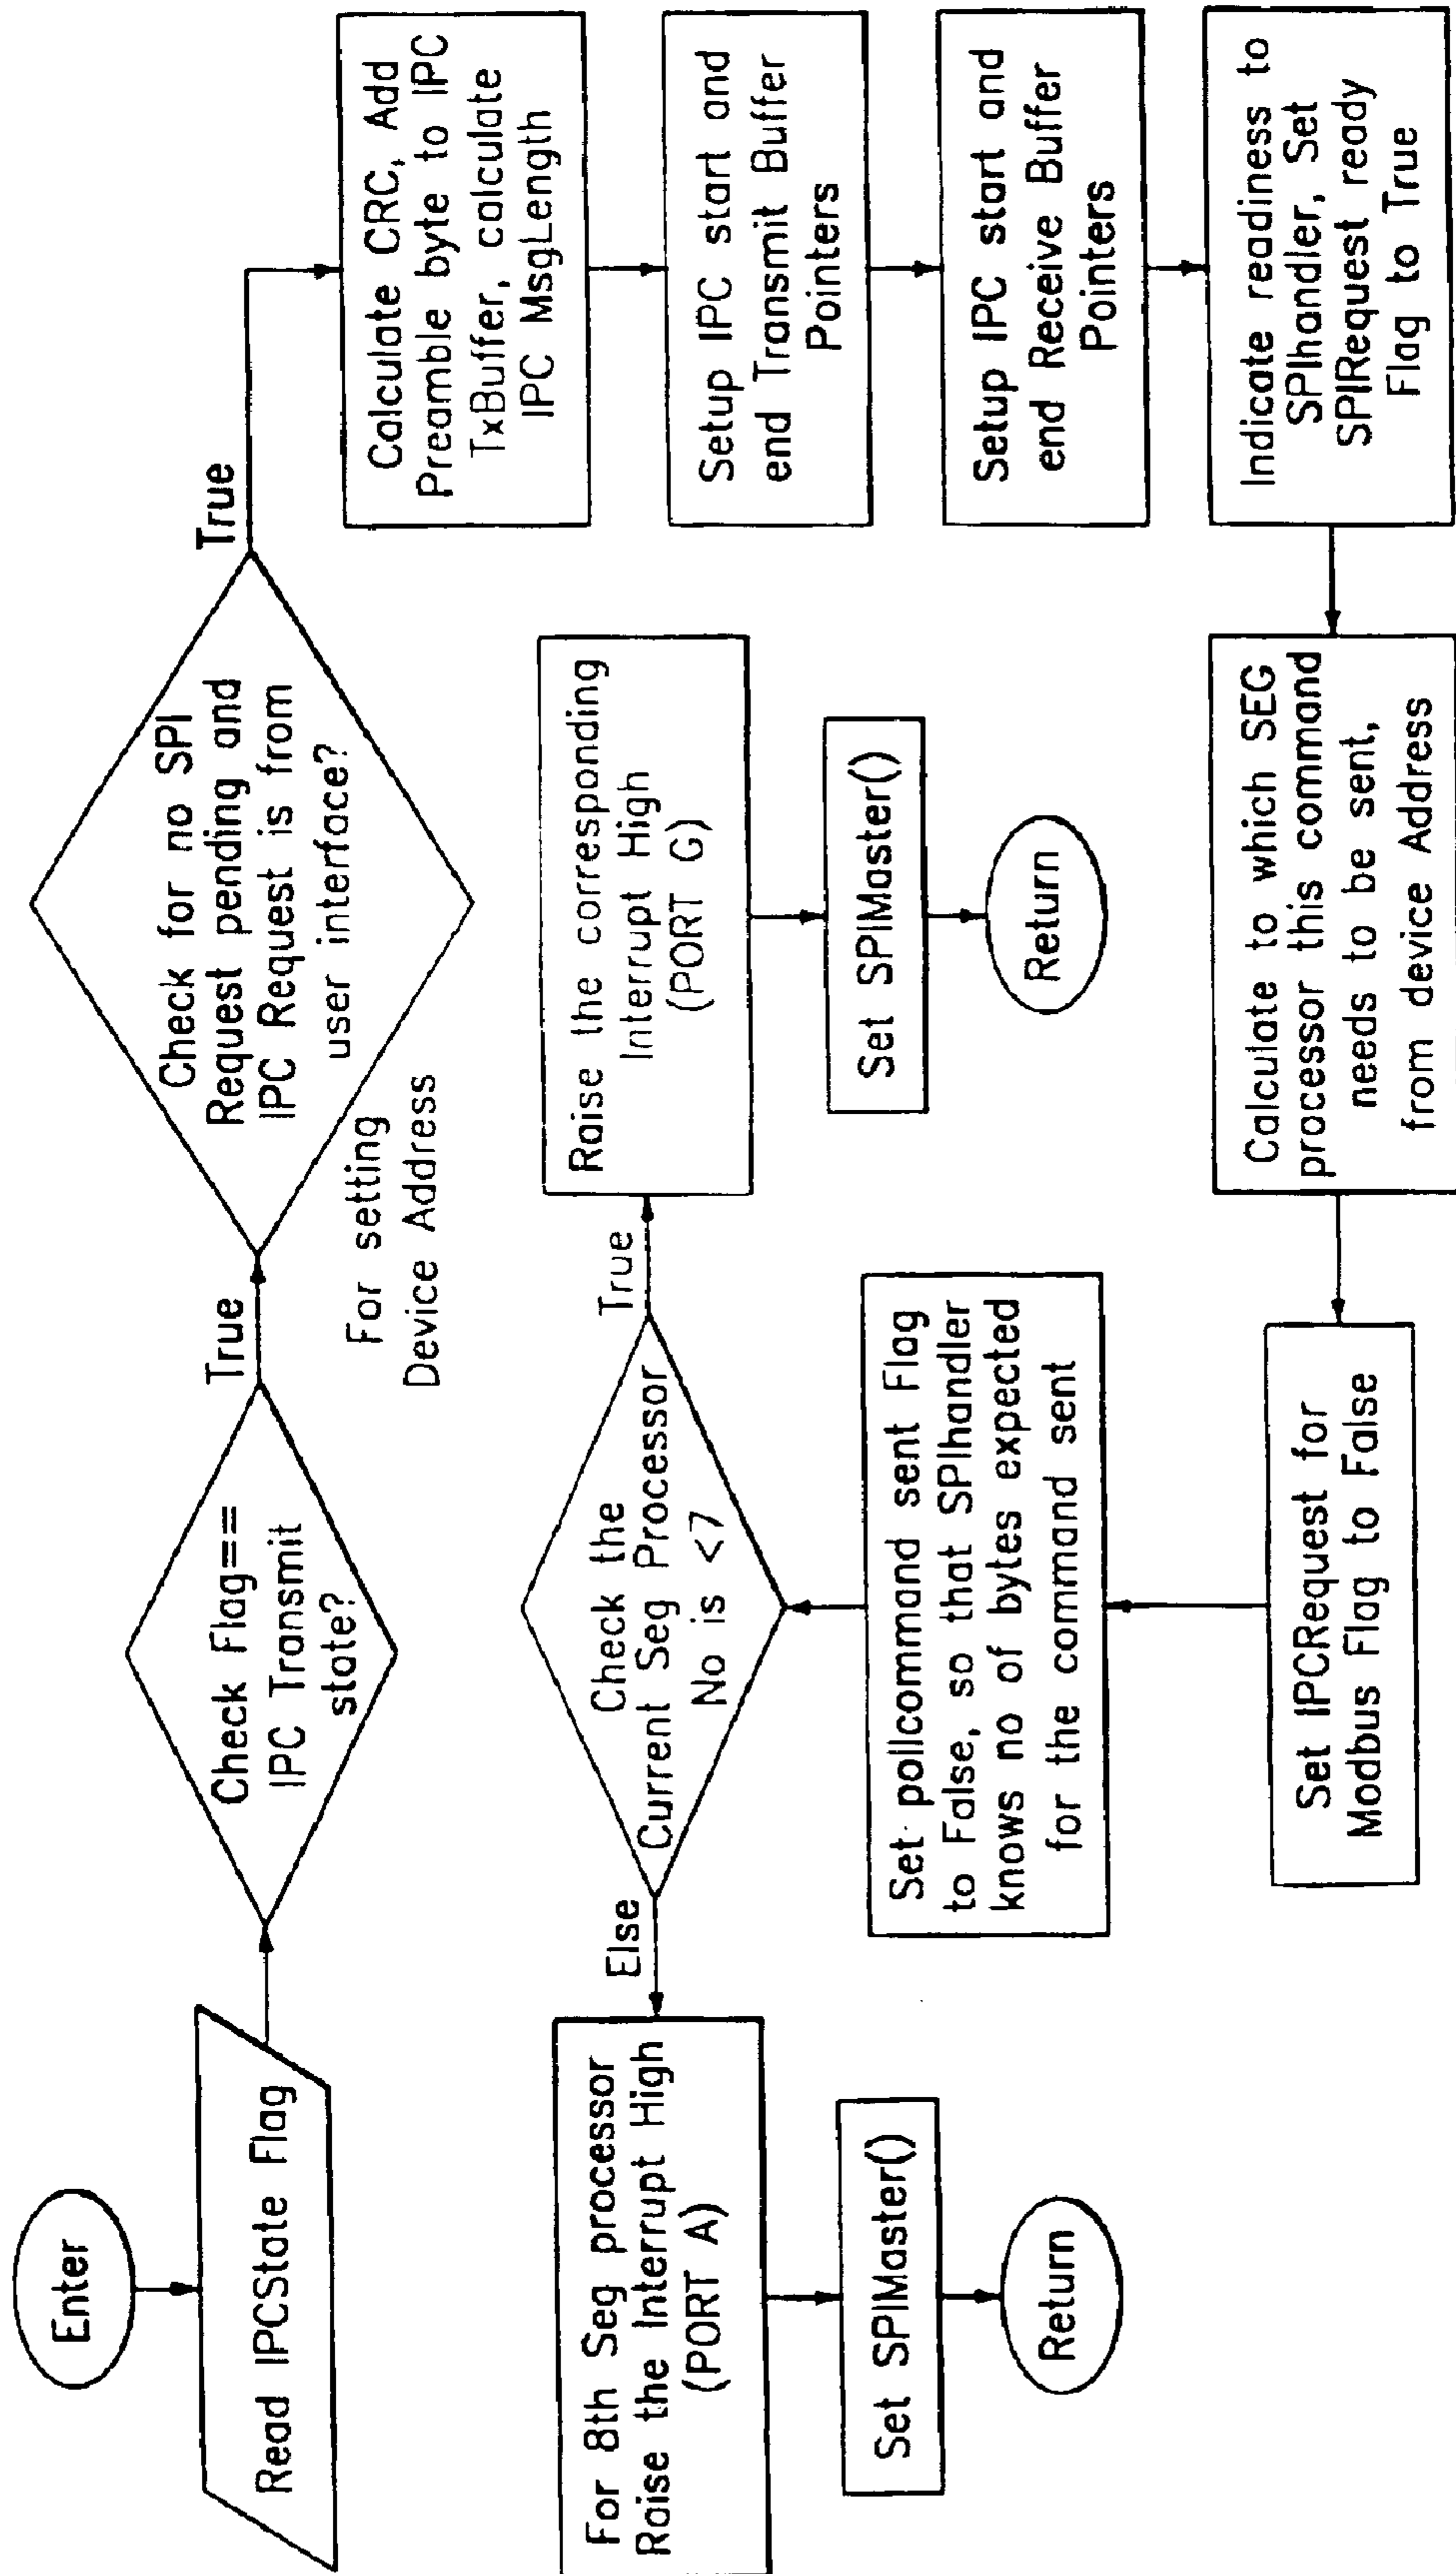 Enter
Read IPCState Flag
Check Flag==
IPC Transmit
state?
True
For setting
Device Address
Check for no SPI
Request pending and
IPC Request is from
user interface?
True
Calculate CRC, Add
Preamble byte to IPC
TxBuffer, calculate
IPC MsgLength
Setup IPC start and
end Transmit Buffer
Pointers
Setup IPC start and
end Receive Buffer
Pointers
Indicate readiness to
SPIhandler, Set
SPIRequest ready
Flag to True
Calculate to which SEG
processor this command
needs to be sent,
from device Address
Set IPCRequest for
Modbus Flag to False
Set pollcommand sent Flag
to False, so that SPIhandler
knows no of bytes expected
for the command sent
Check the
Current Seg Processor
No is <7
True
Raise the corresponding
Interrupt High
(PORT G)
Set SPIMaster()
Return
Else
For 8th Seg processor
Raise the Interrupt High
(PORT A)
Set SPIMaster()
Return